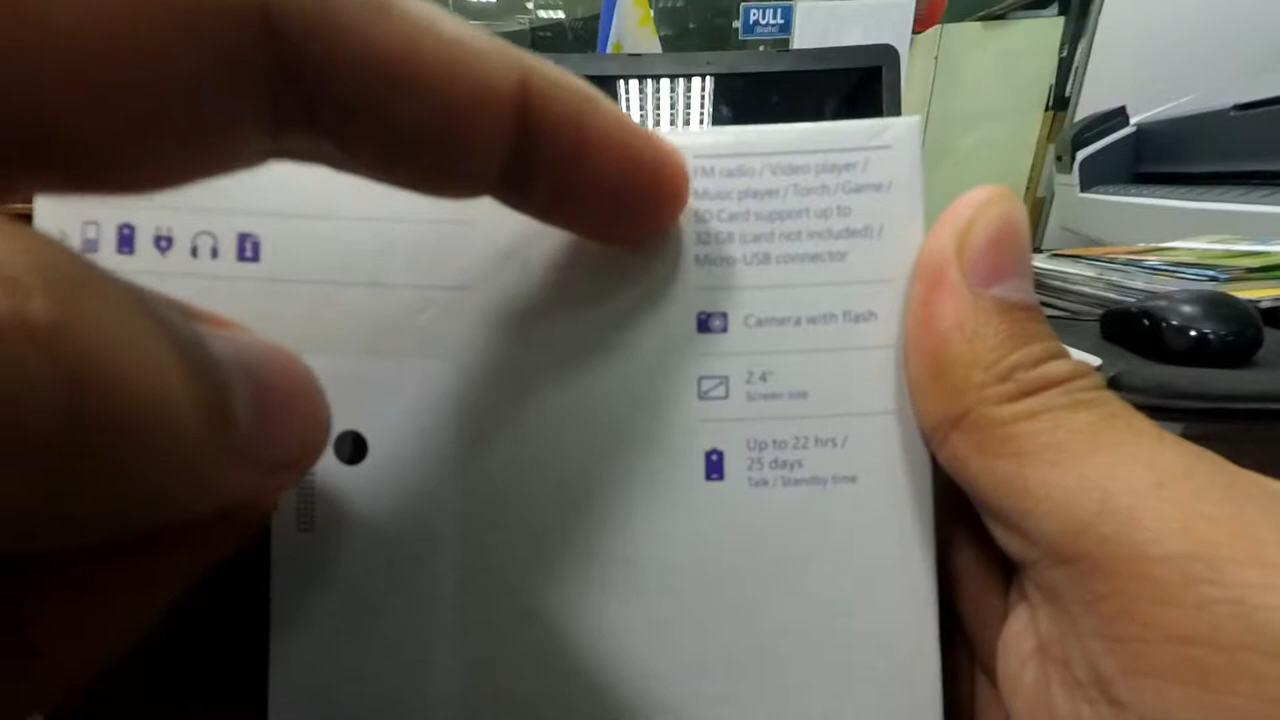 PULL
FM radio / Video player /
Music player / Torch / Game /
SD Card support up to
32 GB (card not included) /
Micro-USB connector
Camera with flash
2.4"
Screen size
Up to 22 hrs /
25 days
Talk / Standby time